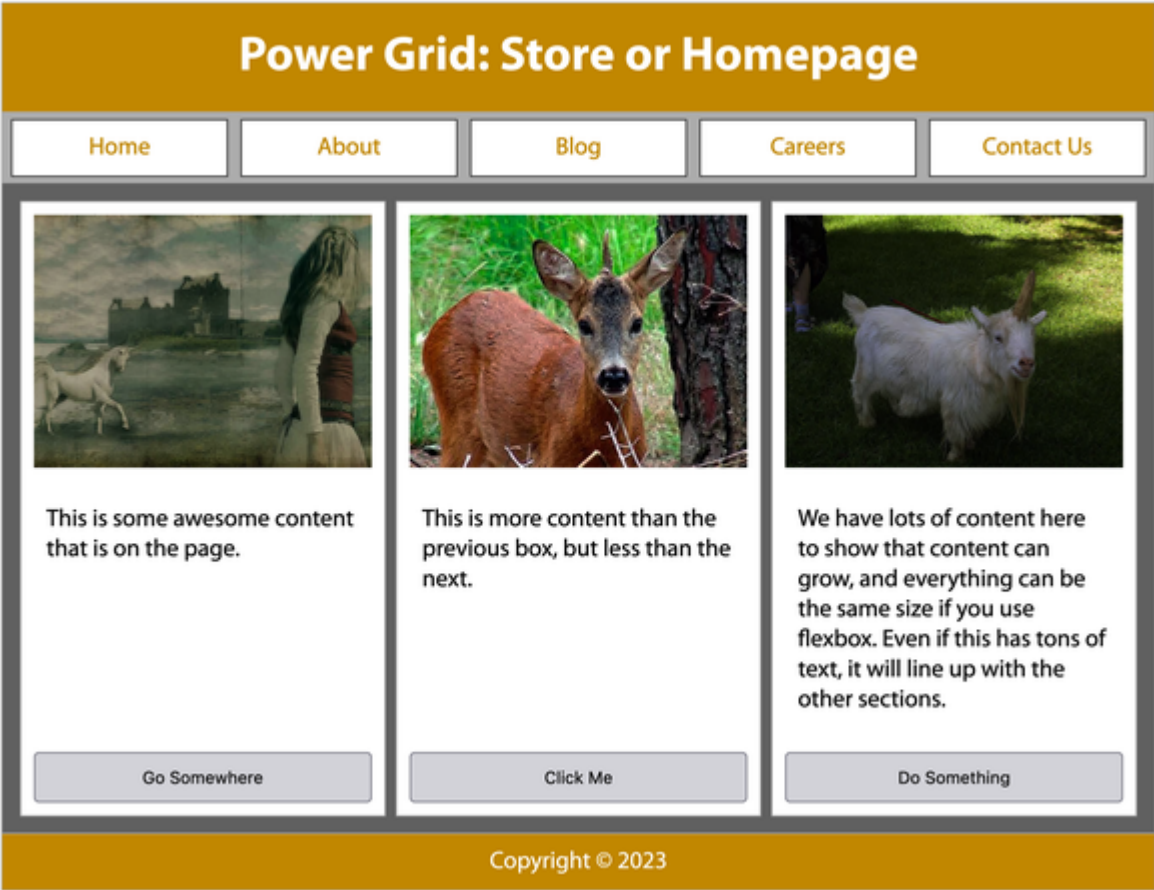 Power Grid: Store or Homepage
Home
About
Blog
Careers
Contact Us
This is some awesome content
that is on the page.
Go Somewhere
This is more content than the
previous box, but less than the
next.
Click Me
We have lots of content here
to show that content can
grow, and everything can be
the same size if you use
flexbox. Even if this has tons of
text, it will line up with the
other sections.
Do Something
Copyright © 2023